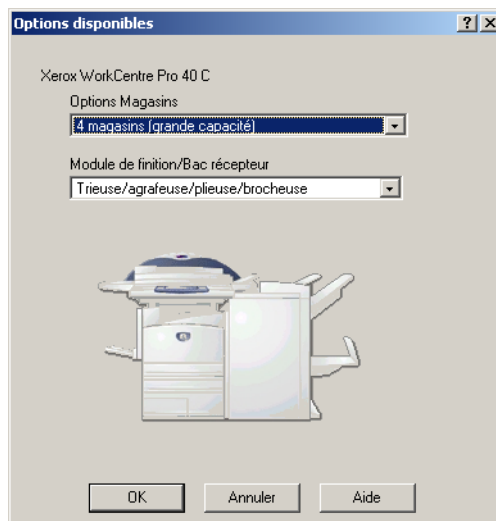 Options disponibles
Xerox WorkCentre Pro 40 C
Options Magasins
4 magasins (grande capacité)
Module de finition/Bac récepteur
Trieuse/agrafeuse/plieuse/brocheuse
OK Annuler Aide